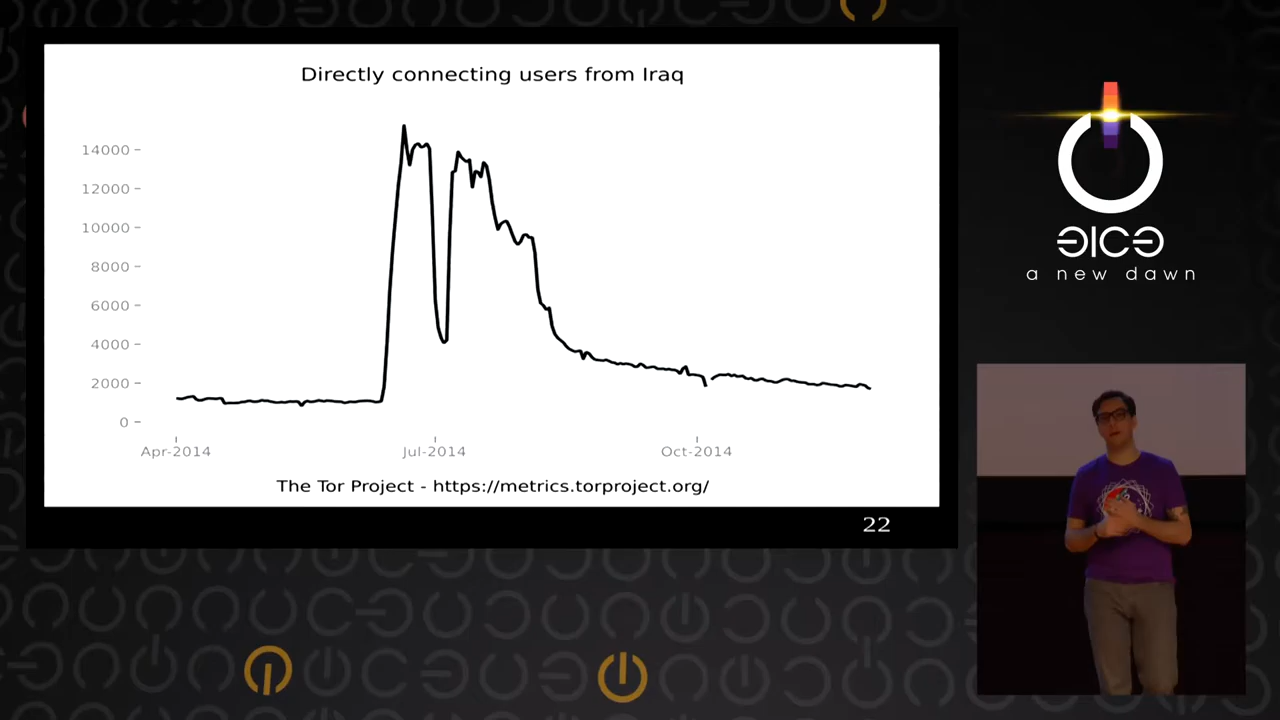 Directly connecting users from Iraq
14000
12000
10000
8000
6000
4000
2000
0
Apr-2014
Jul-2014
Oct-2014
The Tor Project - https://metrics.torproject.org/
22
a new dawn